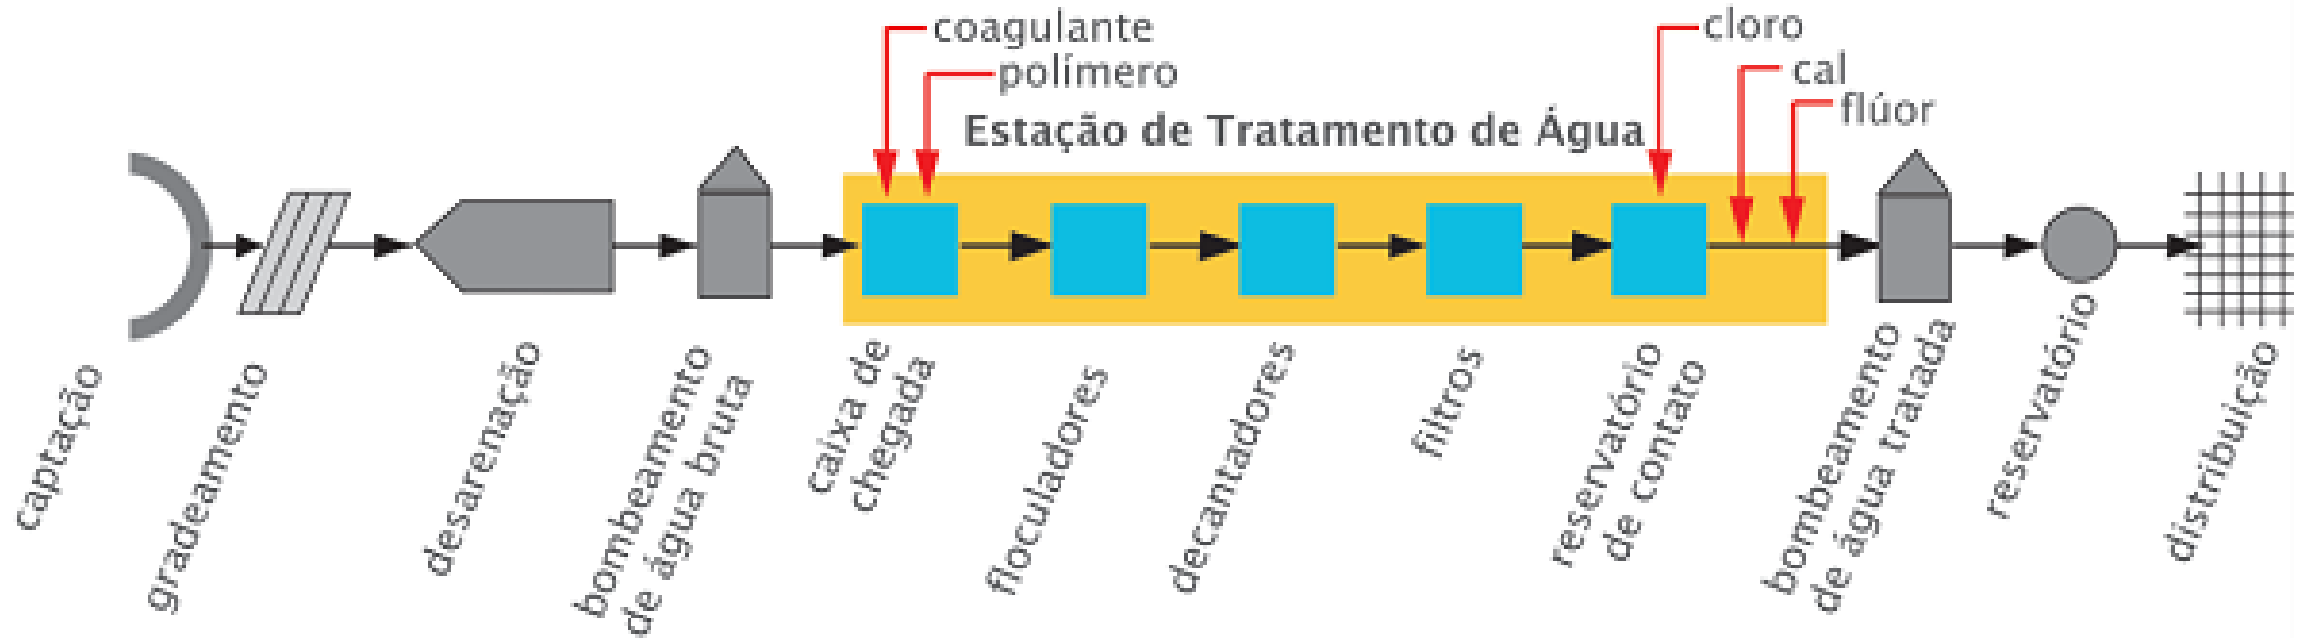 coagulante
polímero
cloro
cal
flúor
Estação de Tratamento de Água
captação
gradeamento
desarenação
bombeamento
de água bruta
caixa de
chegada
floculadores
decantadores
filtros
reservatório
de contato
bombeamento
de água tratada
reservatório
distribuição